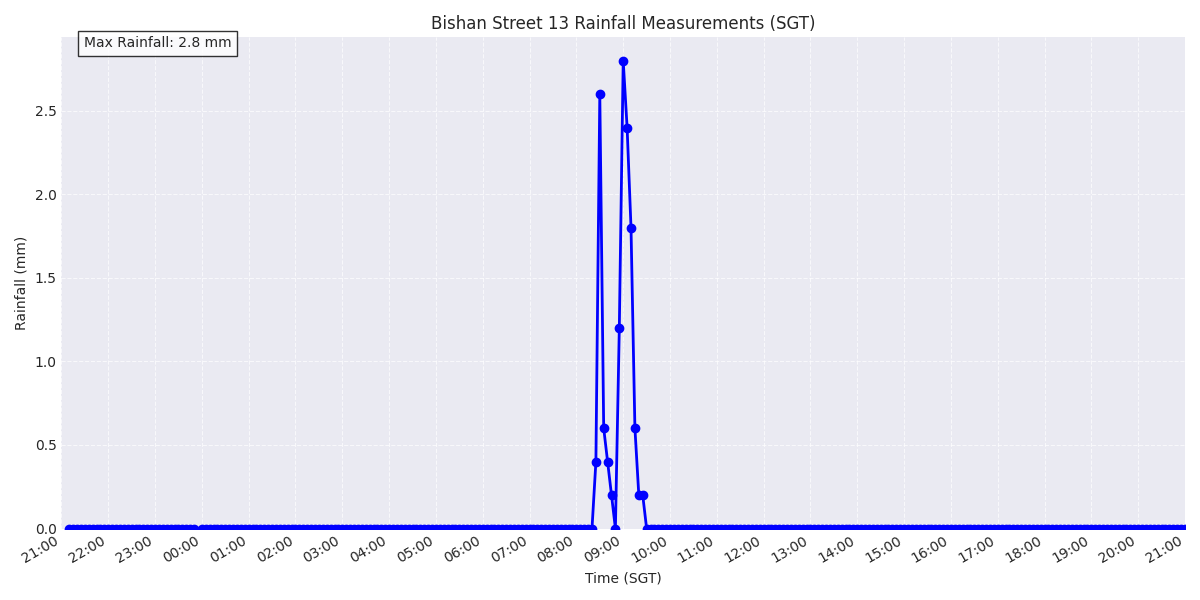 Bishan Street 13 Rainfall Measurements (SGT)
Max Rainfall: 2.8 mm
Rainfall (mm)
2.5
2.0
1.5
1.0
0.5
0.0
21:00 22:00 23:00 00:00 01:00 02:00 03:00 04:00 05:00 06:00 07:00 08:00 09:00 10:00 11:00 12:00 13:00 14:00 15:00 16:00 17:00 18:00 19:00 20:00 21:00
Time (SGT)